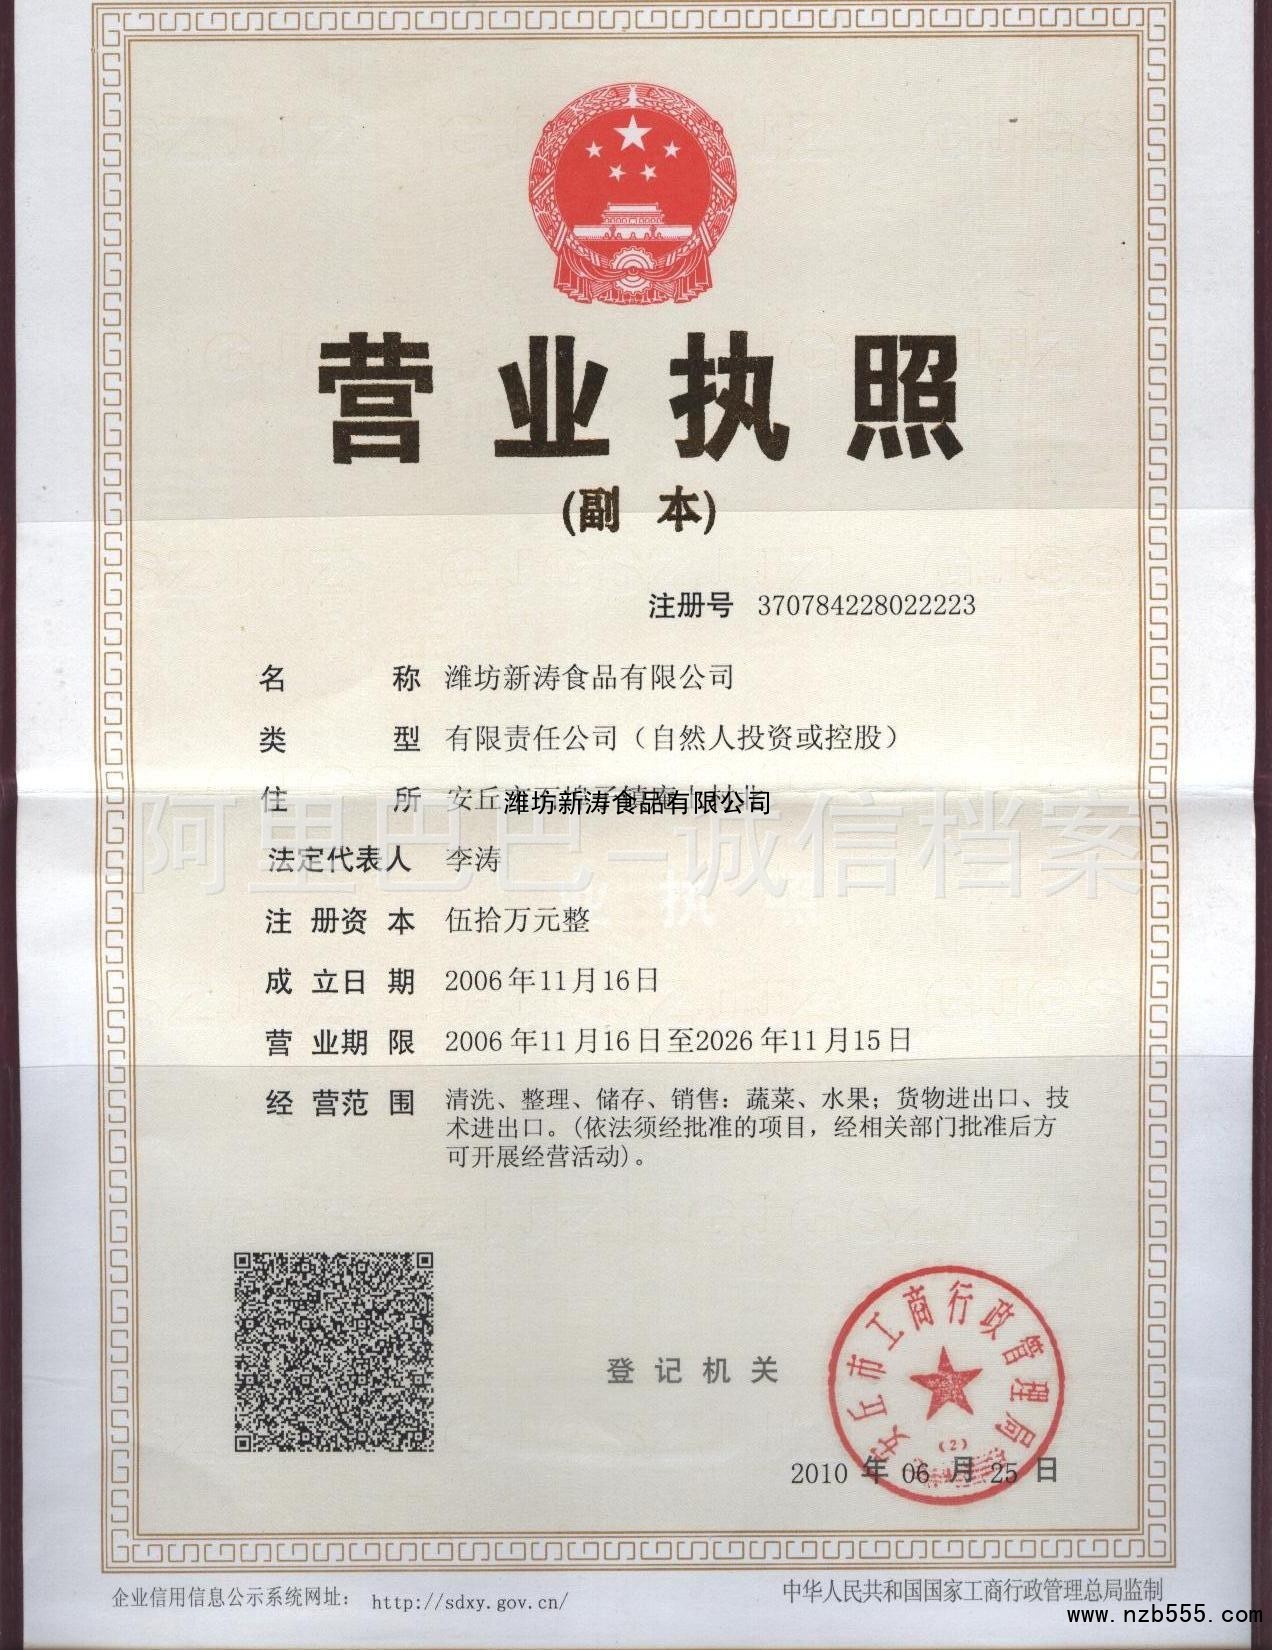 营业执照
(副 本)
注册号 370784228022223
名 称 潍坊新涛食品有限公司
类 型 有限责任公司（自然人投资或控股）
住 所 安丘
潍坊新涛食品有限公司
阿里巴巴-诚信档案
法定代表人 李涛
注册资本 伍拾万元整
成立日期 2006年11月16日
营业期限 2006年11月16日至2026年11月15日
经营范围 清洗、整理、储存、销售：蔬菜、水果；货物进出口、技
术进出口。(依法须经批准的项目，经相关部门批准后方
可开展经营活动)。
登记机关
安丘市工商行政管理局
(2)
2010 年 06 月 25 日
企业信用信息公示系统网址： http://sdxy.gov.cn/
中华人民共和国国家工商行政管理总局监制
www.nzb555.com